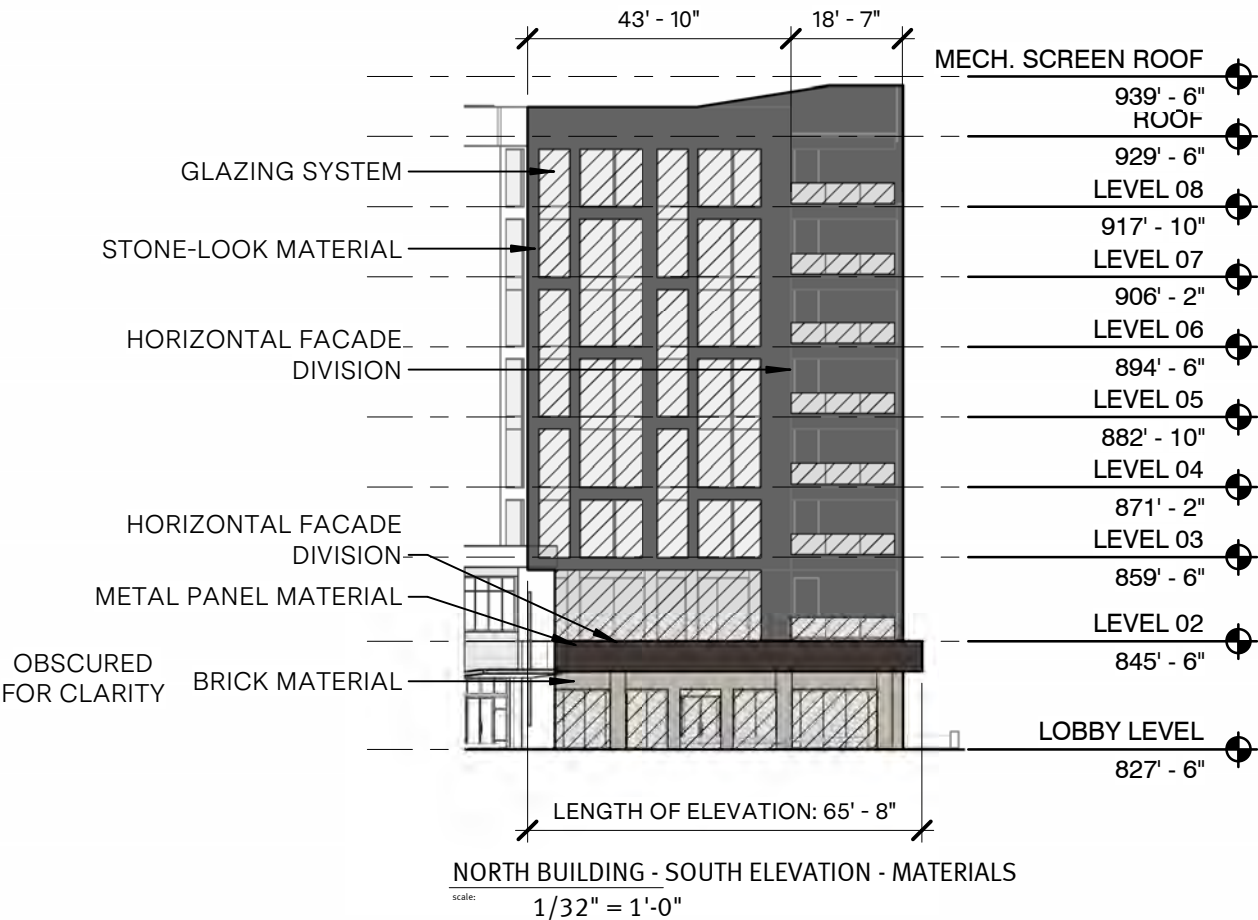 43' - 10"
18' - 7"
MECH. SCREEN ROOF
939' - 6"
ROOF
929' - 6"
GLAZING SYSTEM
LEVEL 08
917' - 10"
STONE-LOOK MATERIAL
LEVEL 07
906' - 2"
HORIZONTAL FACADE
DIVISION
LEVEL 06
894' - 6"
LEVEL 05
882' - 10"
LEVEL 04
871' - 2"
HORIZONTAL FACADE
DIVISION
LEVEL 03
859' - 6"
METAL PANEL MATERIAL
LEVEL 02
845' - 6"
OBSCURED
FOR CLARITY
BRICK MATERIAL
LOBBY LEVEL
827' - 6"
LENGTH OF ELEVATION: 65' - 8"
NORTH BUILDING - SOUTH ELEVATION - MATERIALS
scale:
1/32" = 1'-0"